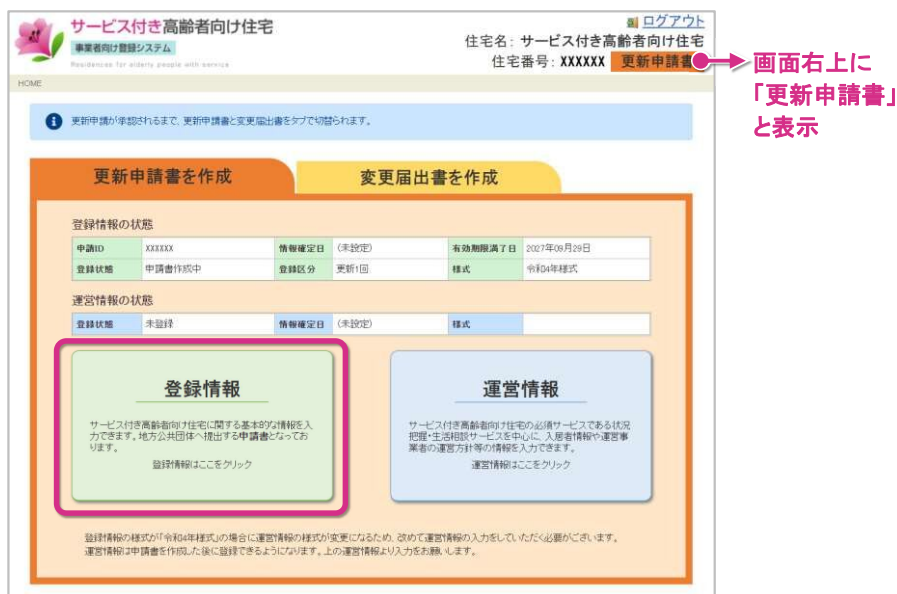 サービス付き高齢者向け住宅
事業者向け登録システム
Residences for elderly people with service
ログアウト
住宅名: サービス付き高齢者向け住宅
住宅番号: XXXXXX 更新申請書
画面右上に
「更新申請書」
と表示
HOME
更新申請が承認されるまで、更新申請書と変更届出書をタブで切替られます。
更新申請書を作成 変更届出書を作成
登録情報の状態
申請ID XXXXXX 情報確定日 (未設定) 有効期限満了日 2027年09月29日
登録状態 申請書作成中 登録区分 更新1回 様式 令和04年様式
運営情報の状態
登録状態 未登録 情報確定日 (未設定) 様式
登録情報
サービス付き高齢者向け住宅に関する基本的な情報を入
力できます。地方公共団体へ提出する申請書となってお
ります。
登録情報はここをクリック
運営情報
サービス付き高齢者向け住宅の必須サービスである状況
把握・生活相談サービスを中心に、入居者情報や運営事
業者の運営方針等の情報を入力できます。
運営情報はここをクリック
登録情報の様式が「令和4年様式」の場合に運営情報の様式が変更になるため、改めて運営情報の入力をしていただく必要がございます。
運営情報は申請書を作成した後に登録できるようになります。上の運営情報より入力をお願いします。